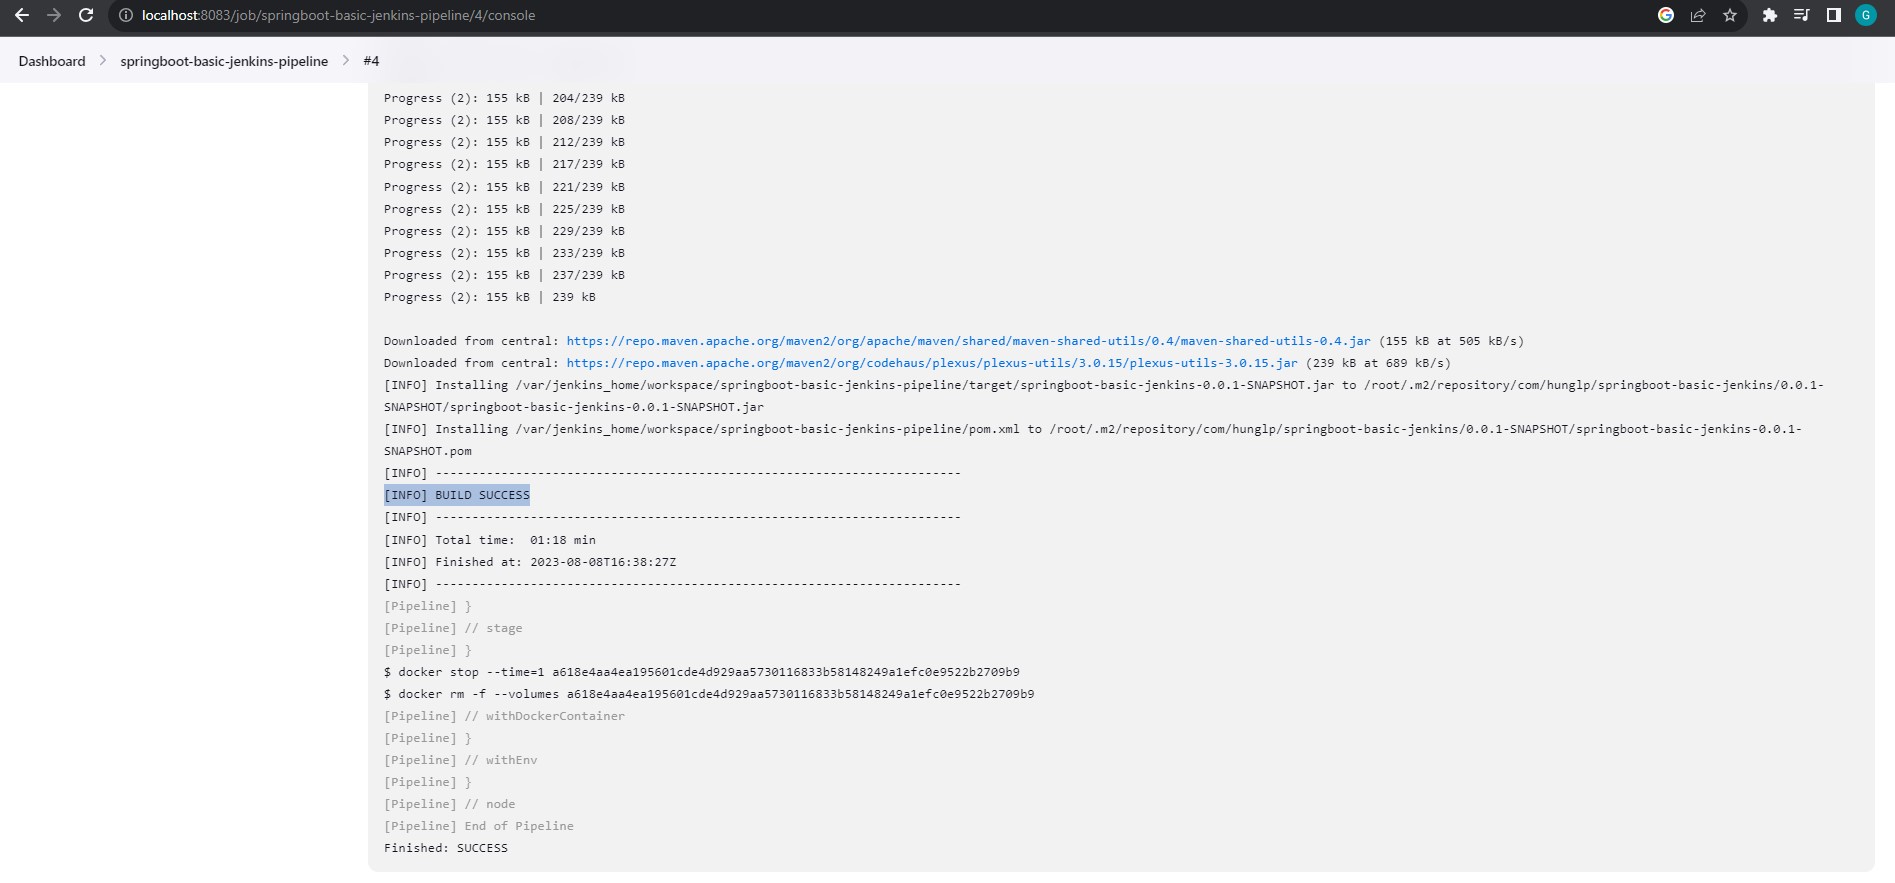 localhost:8083/job/springboot-basic-jenkins-pipeline/4/console
G
G
Dashboard > springboot-basic-jenkins-pipeline > #4
Progress (2): 155 kB | 204/239 kB
Progress (2): 155 kB | 208/239 kB
Progress (2): 155 kB | 212/239 kB
Progress (2): 155 kB | 217/239 kB
Progress (2): 155 kB | 221/239 kB
Progress (2): 155 kB | 225/239 kB
Progress (2): 155 kB | 229/239 kB
Progress (2): 155 kB | 233/239 kB
Progress (2): 155 kB | 237/239 kB
Progress (2): 155 kB | 239 kB
Downloaded from central: https://repo.maven.apache.org/maven2/org/apache/maven/shared/maven-shared-utils/0.4/maven-shared-utils-0.4.jar (155 kB at 505 kB/s)
Downloaded from central: https://repo.maven.apache.org/maven2/org/codehaus/plexus/plexus-utils/3.0.15/plexus-utils-3.0.15.jar (239 kB at 689 kB/s)
[INFO] Installing /var/jenkins_home/workspace/springboot-basic-jenkins-pipeline/target/springboot-basic-jenkins-0.0.1-SNAPSHOT.jar to /root/.m2/repository/com/hunglp/springboot-basic-jenkins/0.0.1-
SNAPSHOT/springboot-basic-jenkins-0.0.1-SNAPSHOT.jar
[INFO] Installing /var/jenkins_home/workspace/springboot-basic-jenkins-pipeline/pom.xml to /root/.m2/repository/com/hunglp/springboot-basic-jenkins/0.0.1-SNAPSHOT/springboot-basic-jenkins-0.0.1-
SNAPSHOT.pom
[INFO] ------------------------------------------------------------------------
[INFO] BUILD SUCCESS
[INFO] ------------------------------------------------------------------------
[INFO] Total time:  01:18 min
[INFO] Finished at: 2023-08-08T16:38:27Z
[INFO] ------------------------------------------------------------------------
[Pipeline] }
[Pipeline] // stage
[Pipeline] }
$ docker stop --time=1 a618e4aa4ea195601cde4d929aa5730116833b58148249a1efc0e9522b2709b9
$ docker rm -f --volumes a618e4aa4ea195601cde4d929aa5730116833b58148249a1efc0e9522b2709b9
[Pipeline] // withDockerContainer
[Pipeline] }
[Pipeline] // withEnv
[Pipeline] }
[Pipeline] // node
[Pipeline] End of Pipeline
Finished: SUCCESS